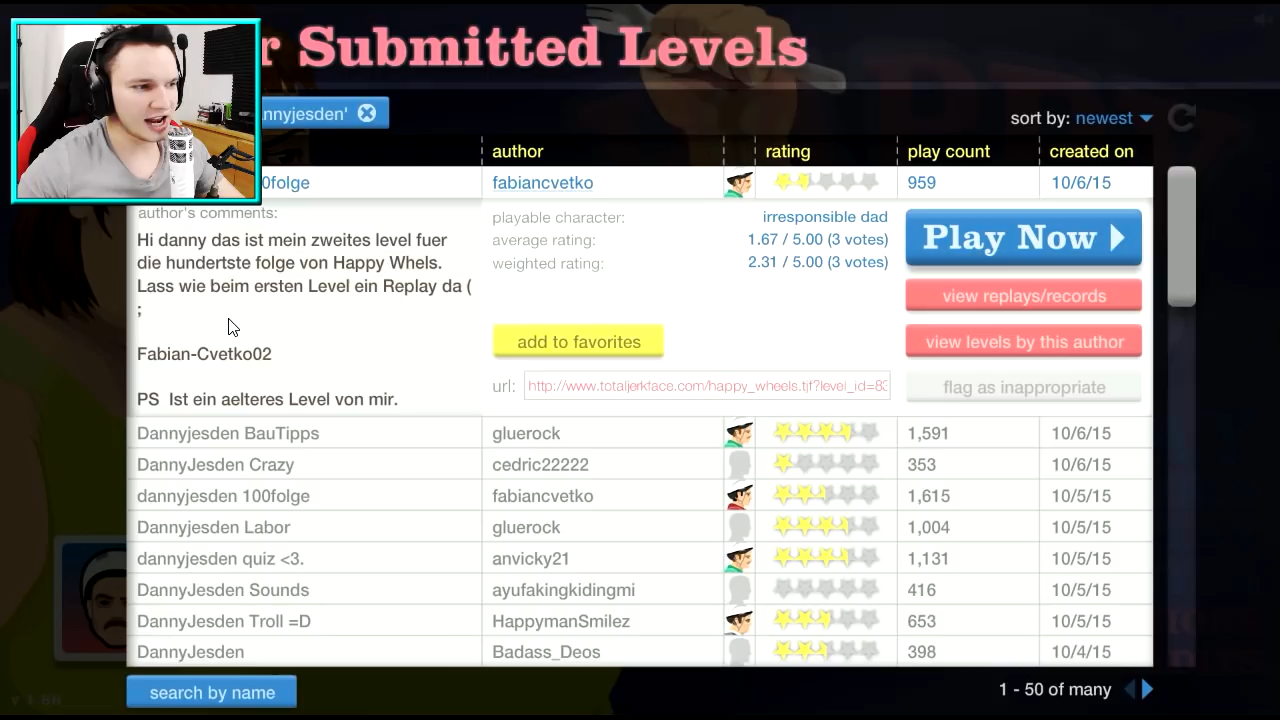 r Submitted Levels
nnyjesden'
sort by: newest
author rating play count created on
0folge fabiancvetko 959 10/6/15
author's comments:
Hi danny das ist mein zweites level fuer
die hundertste folge von Happy Whels.
Lass wie beim ersten Level ein Replay da (
;
Fabian-Cvetko02
PS Ist ein aelteres Level von mir.
playable character: irresponsible dad
average rating: 1.67 / 5.00 (3 votes)
weighted rating: 2.31 / 5.00 (3 votes)
add to favorites
url: http://www.totaljerkface.com/happy_wheels.tjf?level_id=83
Play Now
view replays/records
view levels by this author
flag as inappropriate
Dannyjesden BauTipps gluerock 1,591 10/6/15
DannyJesden Crazy cedric22222 353 10/6/15
dannyjesden 100folge fabiancvetko 1,615 10/5/15
Dannyjesden Labor gluerock 1,004 10/5/15
dannyjesden quiz <3. anvicky21 1,131 10/5/15
DannyJesden Sounds ayufakingkidingmi 416 10/5/15
DannyJesden Troll =D HappymanSmilez 653 10/5/15
DannyJesden Badass_Deos 398 10/4/15
search by name
1 - 50 of many